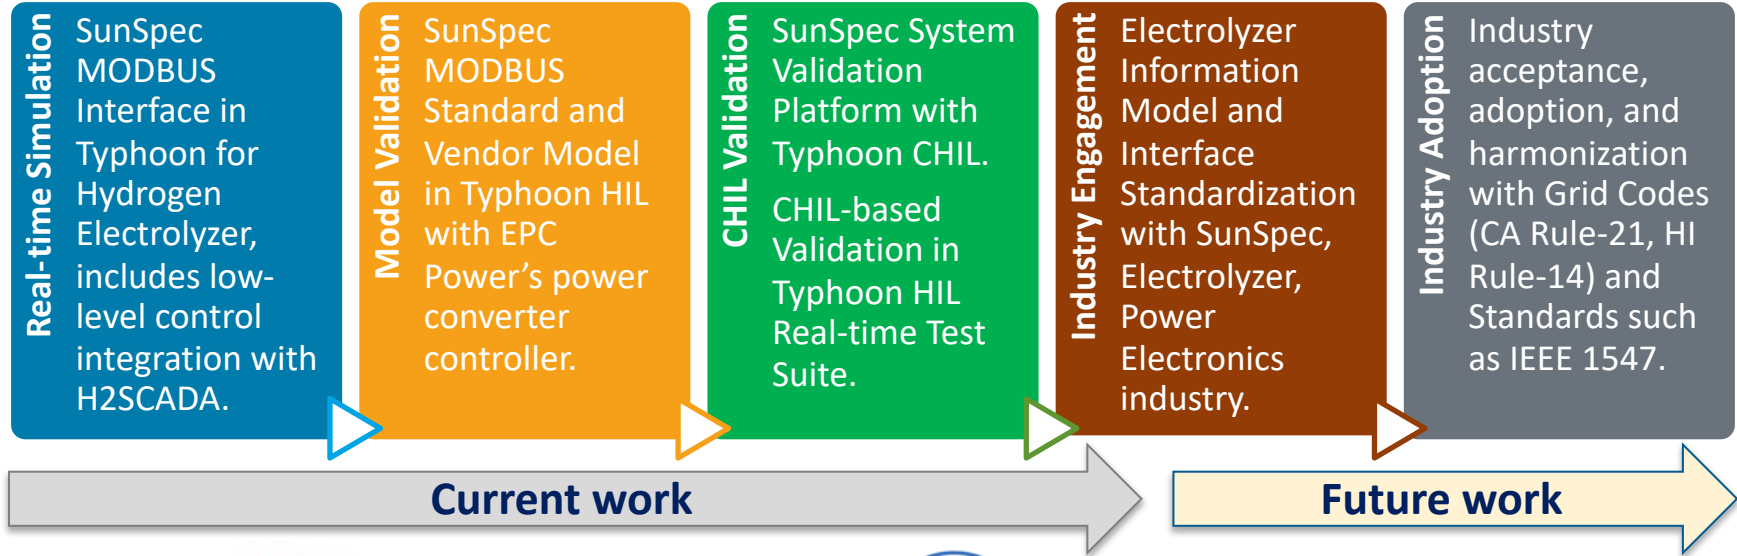 Real-time Simulation
SunSpec
MODBUS
Interface in
Typhoon for
Hydrogen
Electrolyzer,
includes low-
level control
integration with
H2SCADA.
Model Validation
SunSpec
MODBUS
Standard and
Vendor Model
in Typhoon HIL
with EPC
Power’s power
converter
controller.
CHIL Validation
SunSpec System
Validation
Platform with
Typhoon CHIL.
CHIL-based
Validation in
Typhoon HIL
Real-time Test
Suite.
Industry Engagement
Electrolyzer
Information
Model and
Interface
Standardization
with SunSpec,
Electrolyzer,
Power
Electronics
industry.
Industry Adoption
Industry
acceptance,
adoption, and
harmonization
with Grid Codes
(CA Rule-21, HI
Rule-14) and
Standards such
as IEEE 1547.
Current work
Future work